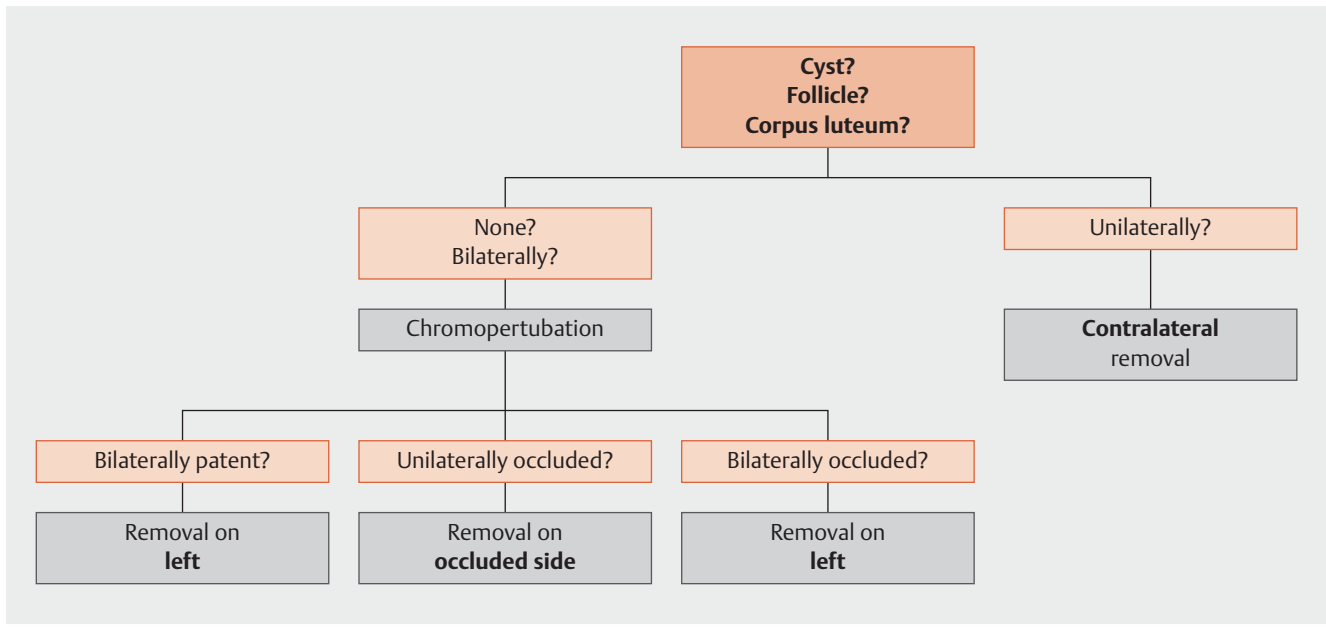 Cyst?
Follicle?
Corpus luteum?
None?
Bilaterally?
Unilaterally?
Chromopertubation
Contralateral
removal
Bilaterally patent?
Unilaterally occluded?
Bilaterally occluded?
Removal on
left
Removal on
occluded side
Removal on
left